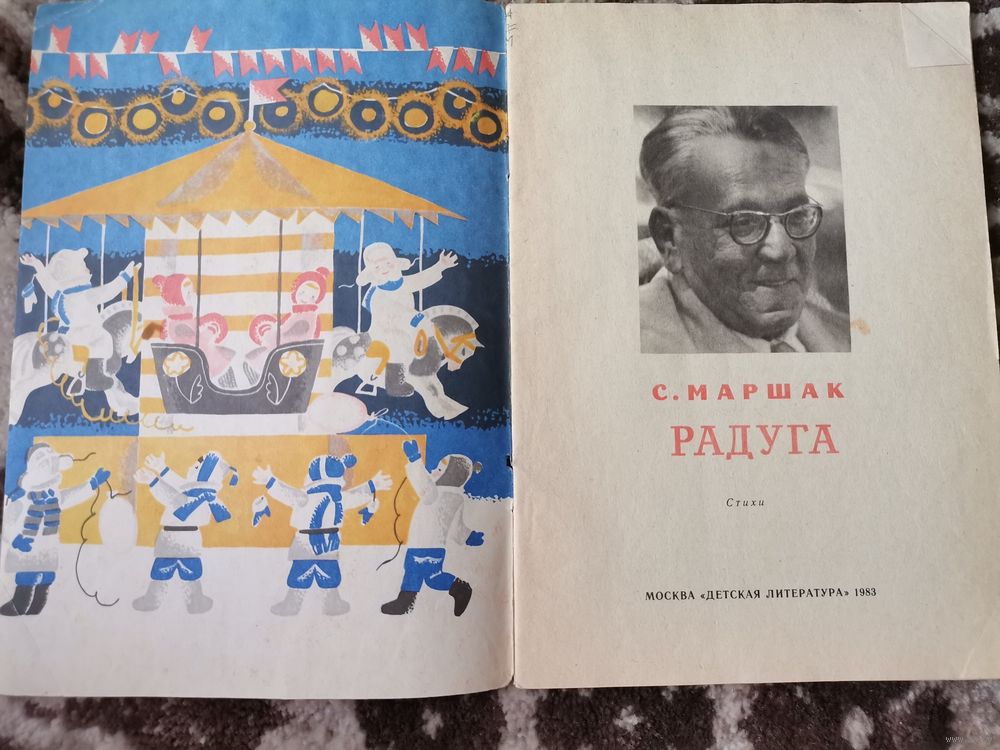 С. МАРШАК
РАДУГА
Стихи
МОСКВА «ДЕТСКАЯ ЛИТЕРАТУРА» 1983